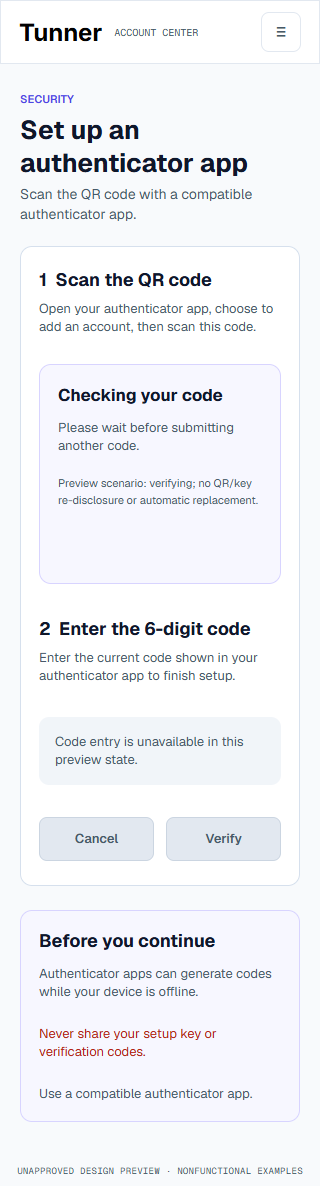 Tunner ACCOUNT CENTER
SECURITY
Set up an
authenticator app
Scan the QR code with a compatible
authenticator app.
1 Scan the QR code
Open your authenticator app, choose to
add an account, then scan this code.
Checking your code
Please wait before submitting
another code.
Preview scenario: verifying; no QR/key
re-disclosure or automatic replacement.
2 Enter the 6-digit code
Enter the current code shown in your
authenticator app to finish setup.
Code entry is unavailable in this
preview state.
Cancel Verify
Before you continue
Authenticator apps can generate codes
while your device is offline.
Never share your setup key or
verification codes.
Use a compatible authenticator app.
UNAPPROVED DESIGN PREVIEW · NONFUNCTIONAL EXAMPLES